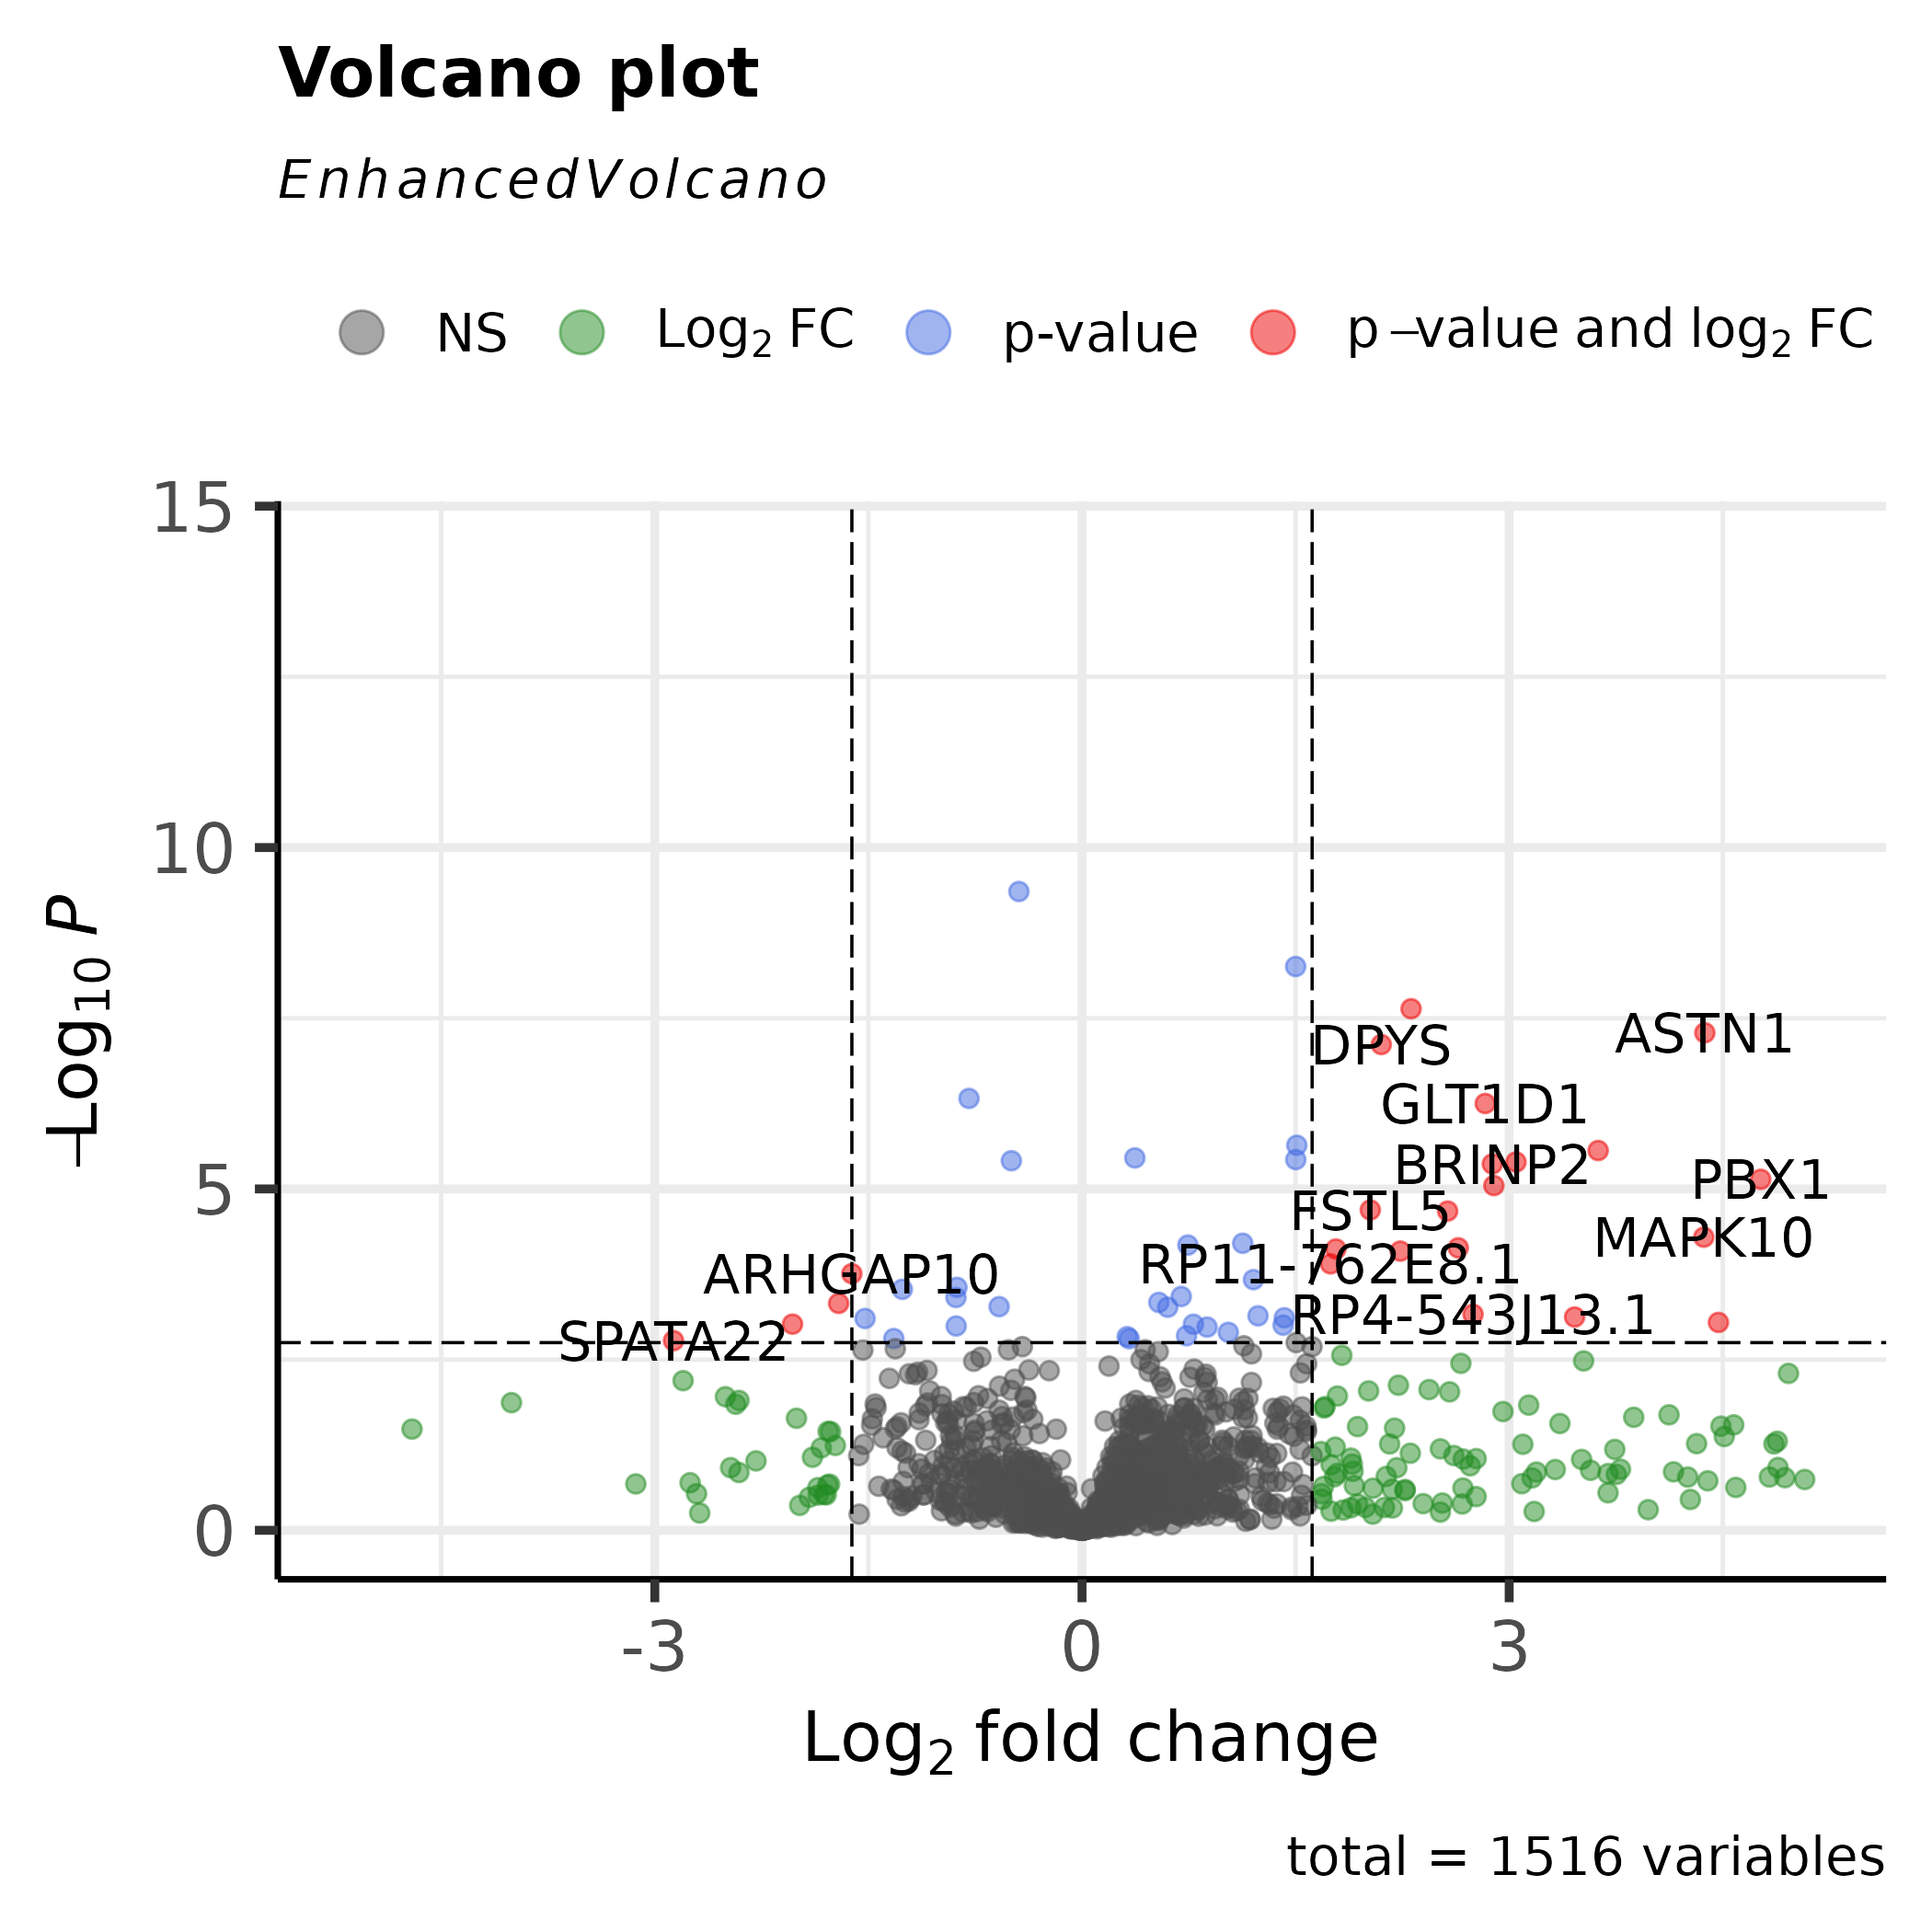 Volcano plot
EnhancedVolcano
NS Log₂ FC p-value p−value and log₂ FC
15
10
5
0
−Log₁₀ P
DPYS
ASTN1
GLT1D1
BRINP2
PBX1
FSTL5
MAPK10
RP11-762E8.1
ARHGAP10
RP4-543J13.1
SPATA22
-3 0 3
Log₂ fold change
total = 1516 variables